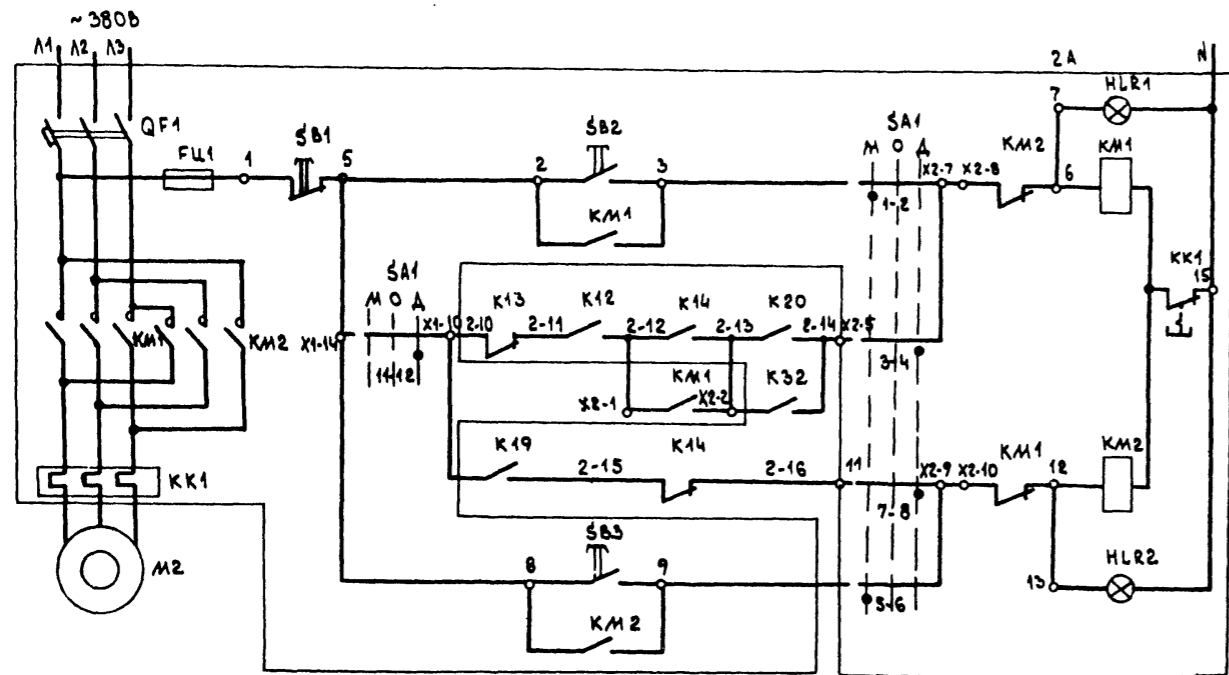 ~380В
Л1 Л2 Л3 N
2А
7 HLR1
QF1 SB1 SB2 SA1 KM2 KM1
М О Д
FU1 1 5 2 3 X2-7 X2-8 6
1-2
KM1
KK1
15
SA1
М О Д
K13 K12 K14 K20
KM1 KM2 X1-14 X1-10 2-10 2-11 2-12 2-13 2-14 X2-5
11-12 3-4
X2-1 KM1 X2-2 K32
K19 K14 KM1 KM2
KK1 2-15 2-16 11 X2-9 X2-10 12
7-8
M2 SB3 HLR2
8 9 13
5-6
KM2